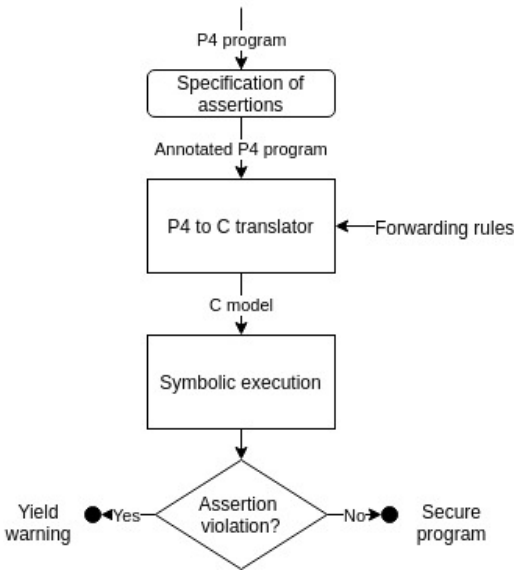 P4 program
Specification of
assertions
Annotated P4 program
P4 to C translator
Forwarding rules
C model
Symbolic execution
Assertion
violation?
Yield
warning
Yes
No
Secure
program